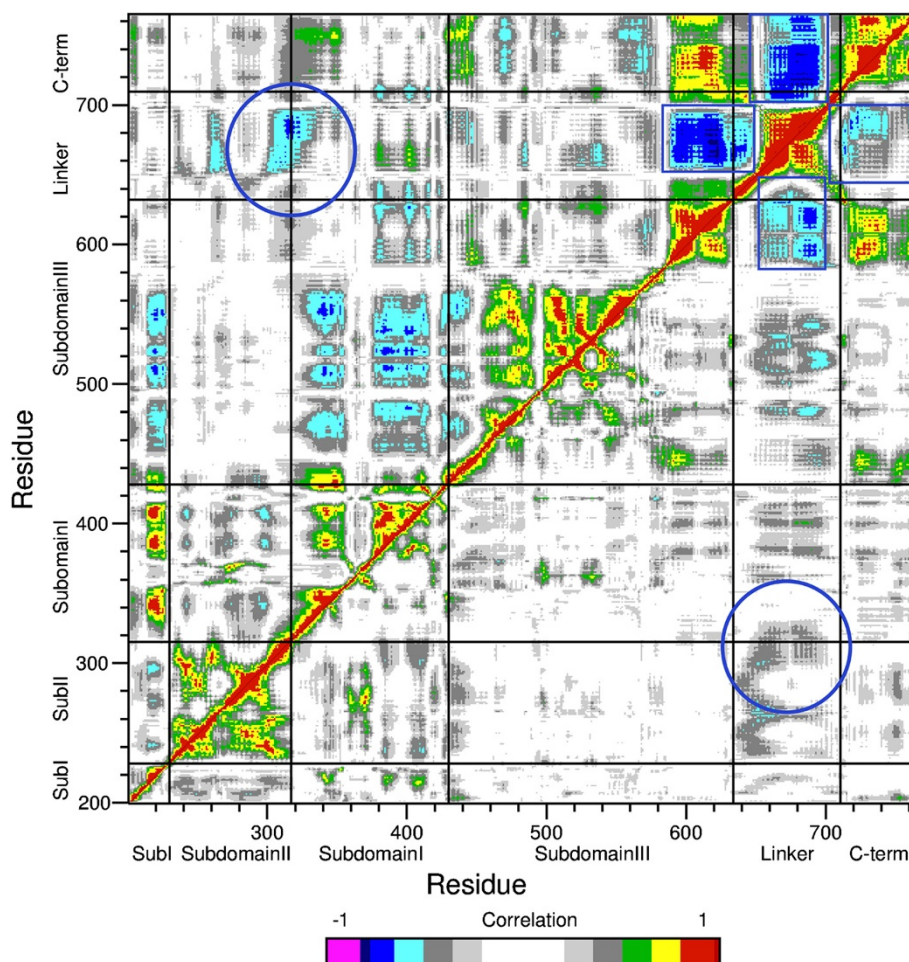 C-term
700
Linker
600
SubdomainIII
500
Residue
400
SubomainI
300
SubII
SubI
200
300 400 500 600 700
SubI SubdomainII SubdomainI SubdomainIII Linker C-term
Residue
-1 Correlation 1